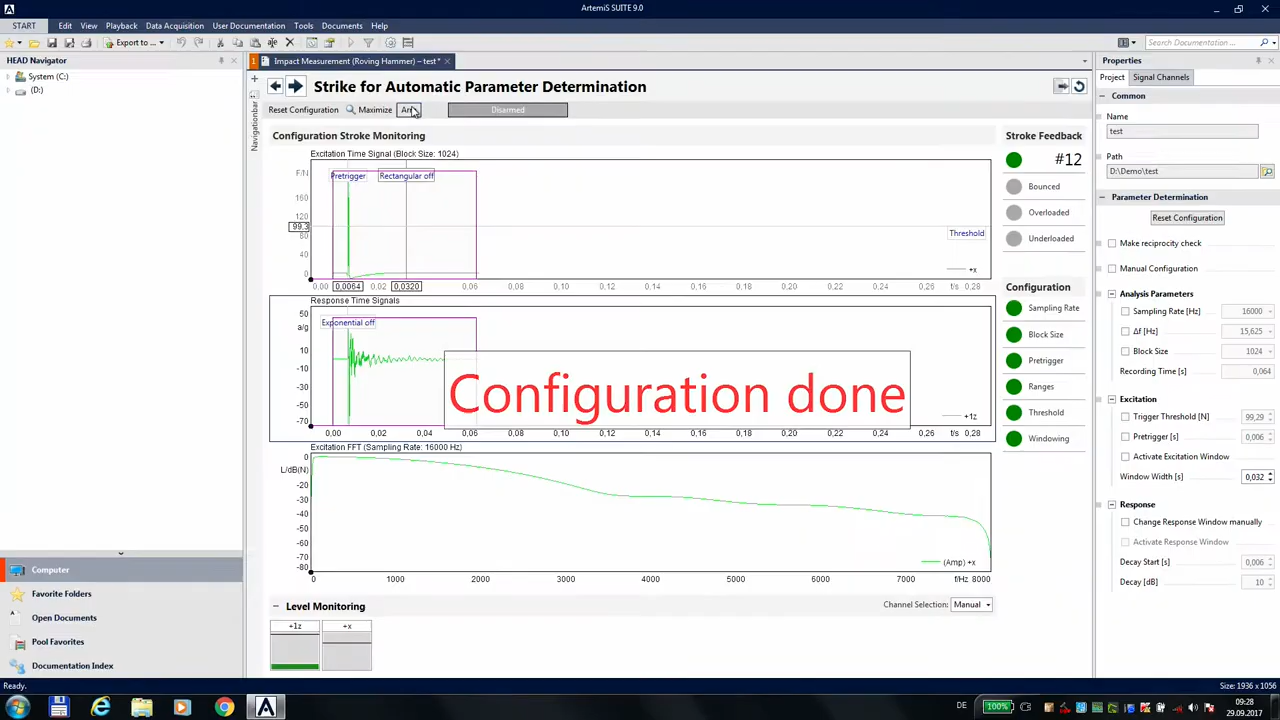 ArtemiS SUITE 9.0
START Edit View Playback Data Acquisition User Documentation Tools Documents Help
Export to ...
Search Documentation ...
HEAD Navigator
System (C:)
(D:)
Computer
Favorite Folders
Open Documents
Pool Favorites
Documentation Index
1 Impact Measurement (Roving Hammer) – test*
Navigationbar
Strike for Automatic Parameter Determination
Reset Configuration Maximize Disarmed
Configuration Stroke Monitoring
Excitation Time Signal (Block Size: 1024)
F/N
Pretrigger Rectangular off
160
120
99,3
80
40
0
Threshold
+x
0,00 0,0064 0,02 0,0320 0,06 0,08 0,10 0,12 0,14 0,16 0,18 0,20 0,22 0,24 0,26 t/s 0,28
Response Time Signals
50
a/g
10
-10
-30
-50
-70
Exponential off
+1z
0,00 0,02 0,04 0,06 0,08 0,10 0,12 0,14 0,16 0,18 0,20 0,22 0,24 0,26 t/s 0,28
Configuration done
Excitation FFT (Sampling Rate: 16000 Hz)
0
L/dB(N)
-20
-30
-40
-50
-60
-70
-80
(Amp) +x
0 1000 2000 3000 4000 5000 6000 7000 f/Hz 8000
Level Monitoring
Channel Selection: Manual
+1z +x
Stroke Feedback
#12
Bounced
Overloaded
Underloaded
Configuration
Sampling Rate
Block Size
Pretrigger
Ranges
Threshold
Windowing
Properties
Project Signal Channels
Common
Name
test
Path
D:\Demo\test
Parameter Determination
Reset Configuration
Make reciprocity check
Manual Configuration
Analysis Parameters
Sampling Rate [Hz] 16000
Δf [Hz] 15,625
Block Size 1024
Recording Time [s] 0,064
Excitation
Trigger Threshold [N] 99,29
Pretrigger [s] 0,006
Activate Excitation Window
Window Width [s] 0,032
Response
Change Response Window manually
Activate Response Window
Decay Start [s] 0,006
Decay [dB] 10
Ready. Size: 1936 x 1056
DE 100% 09:28
29.09.2017